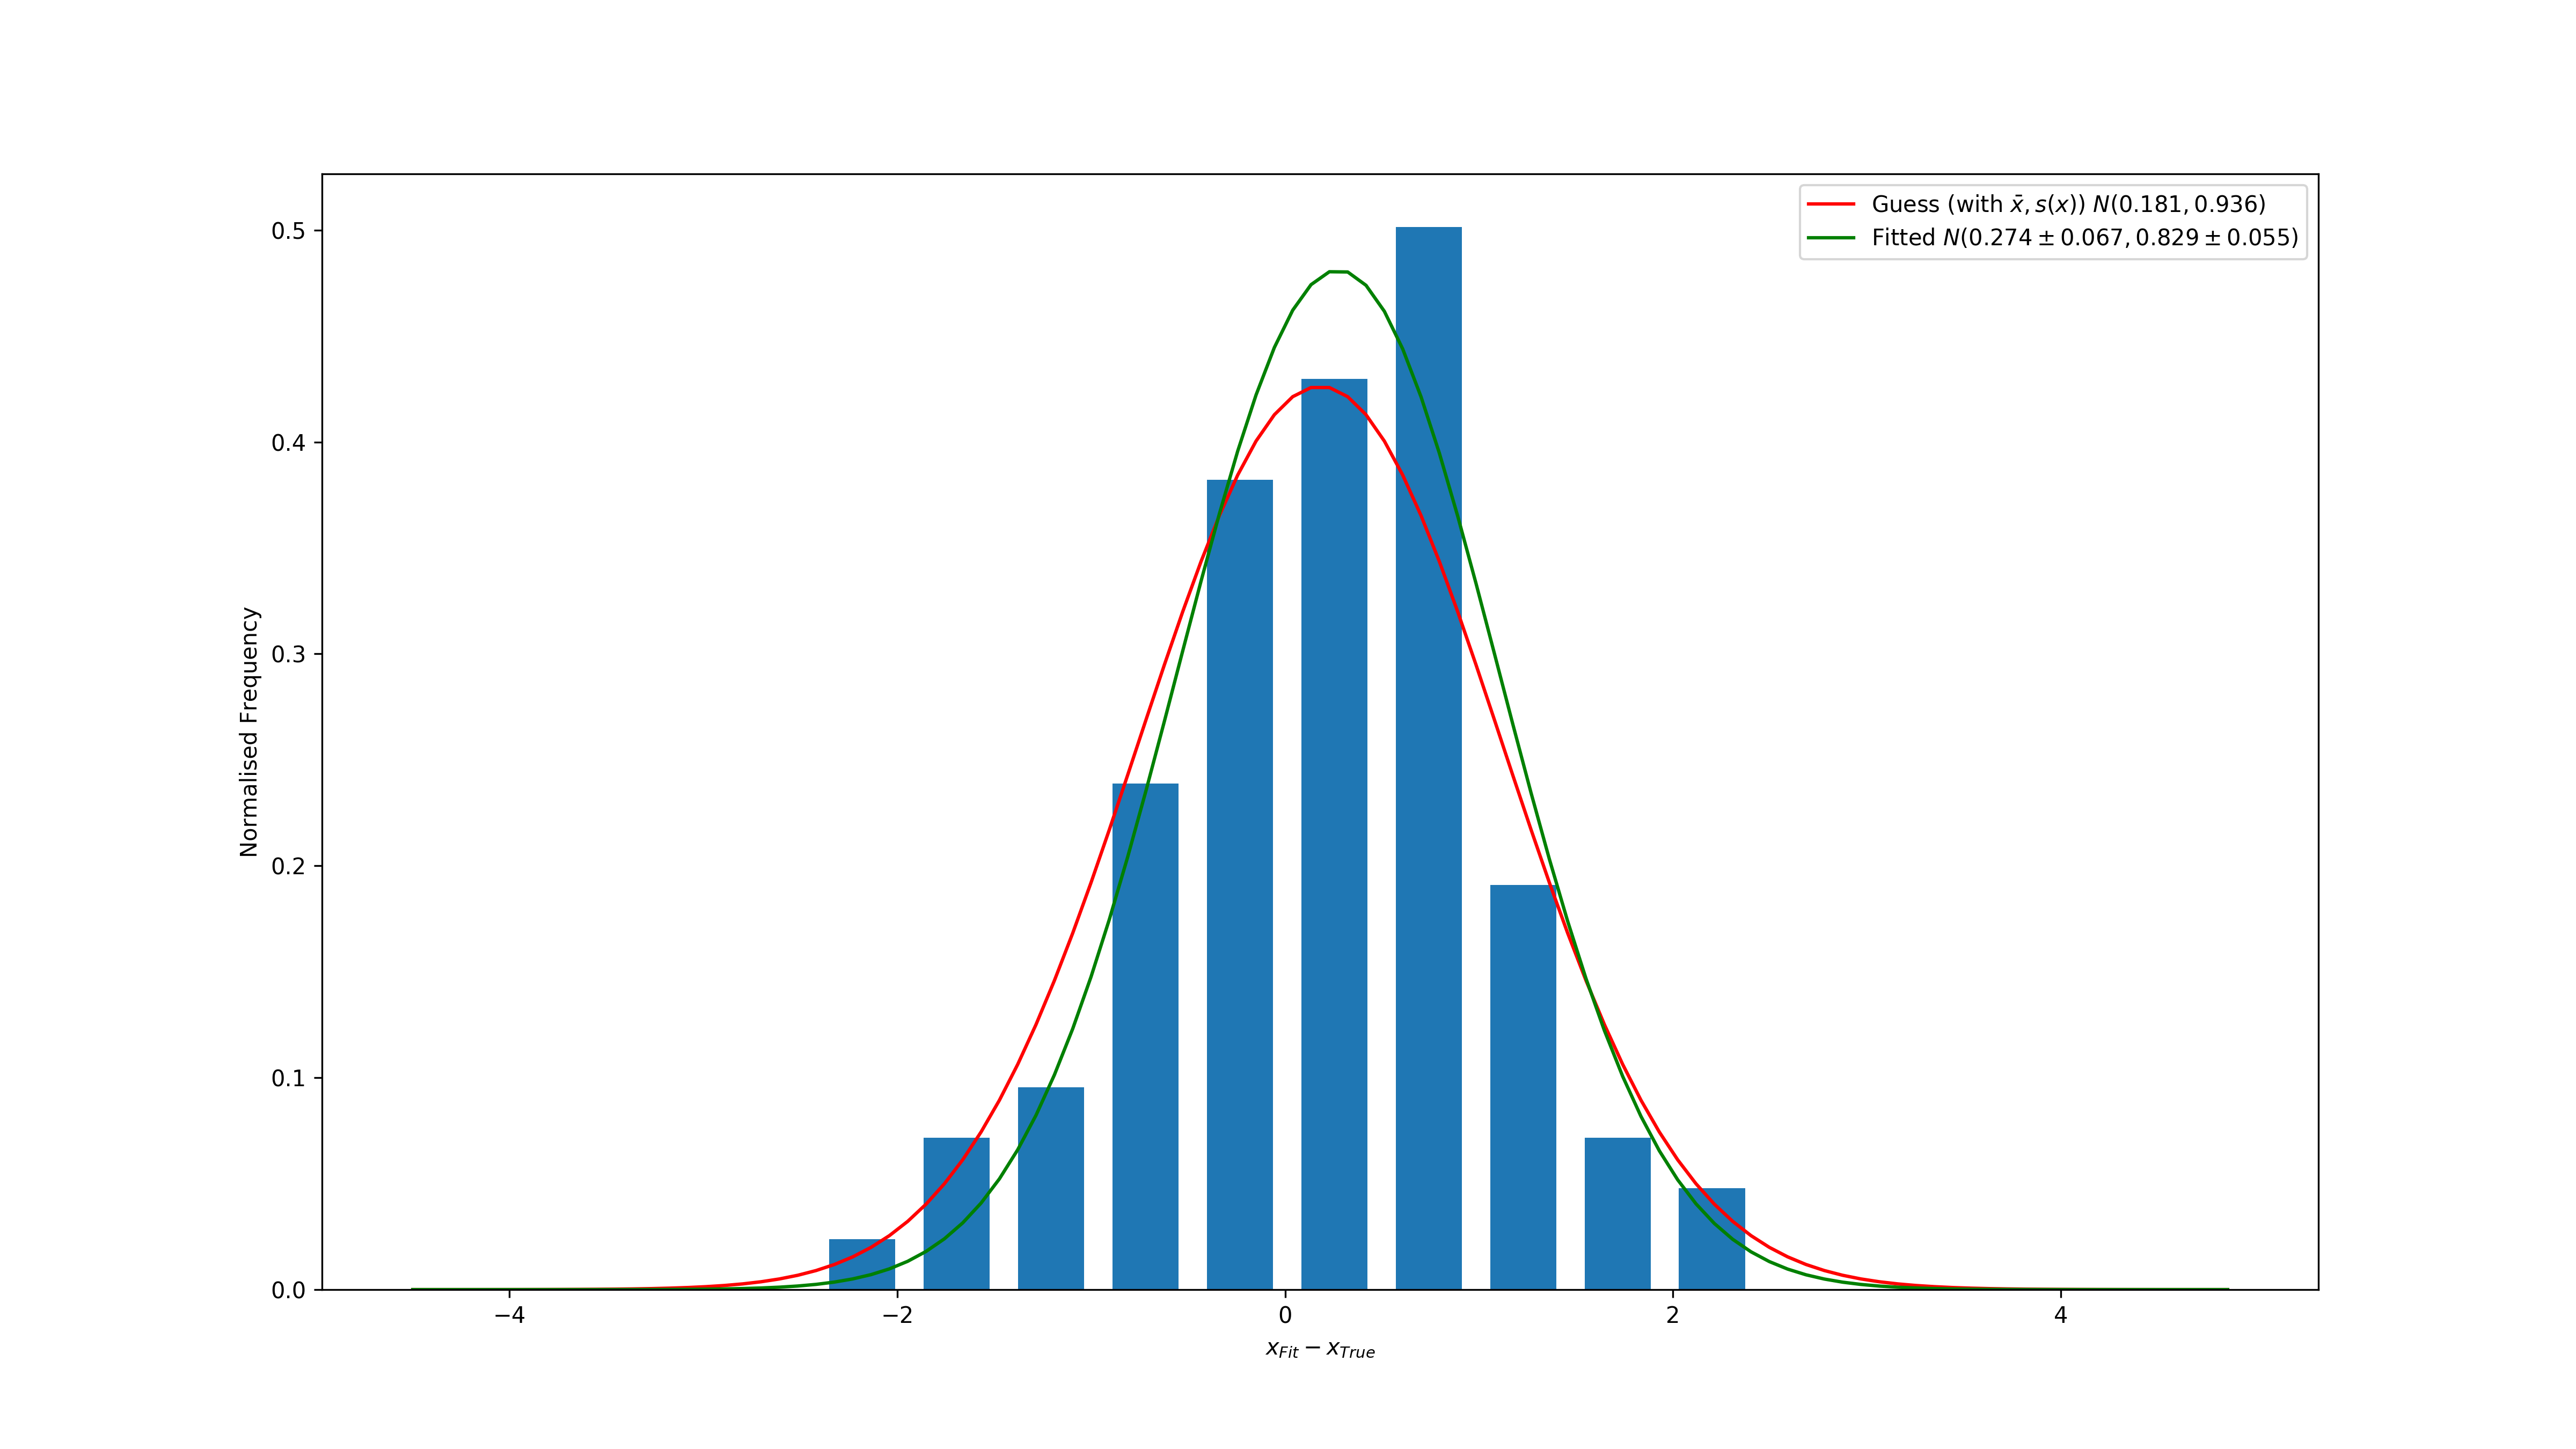 Guess (with x̄, s(x)) N(0.181, 0.936)
Fitted N(0.274 ± 0.067, 0.829 ± 0.055)
Normalised Frequency
0.5
0.4
0.3
0.2
0.1
0.0
−4 −2 0 2 4
x_Fit − x_True